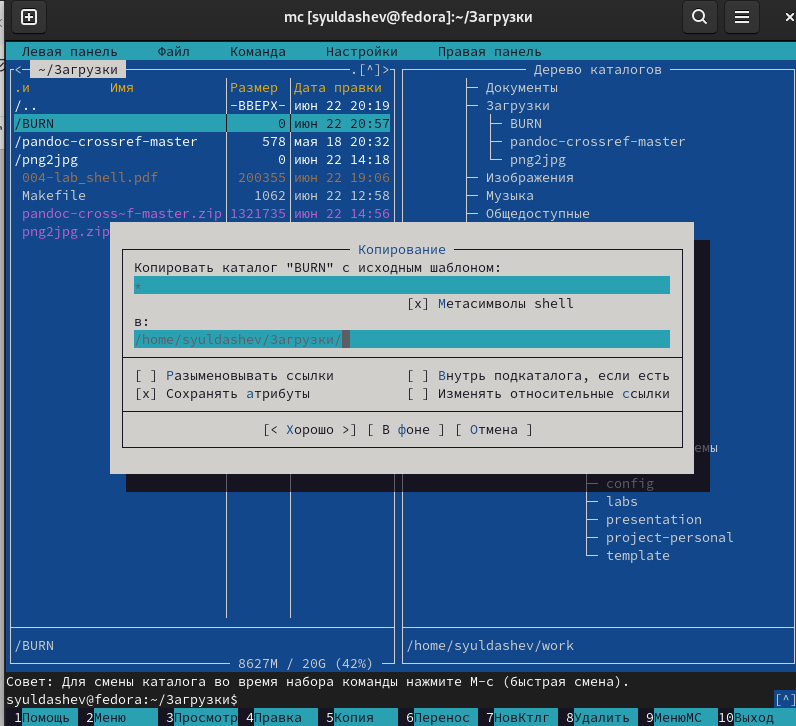 mc [syuldashev@fedora]:~/Загрузки
Левая панель Файл Команда Настройки Правая панель
<─ ~/Загрузки .[^]>
Дерево каталогов
.и Имя Размер Дата правки
/.. -ВВЕРХ- июн 22 20:19
/BURN 0 июн 22 20:57
/pandoc-crossref-master 578 мая 18 20:32
/png2jpg 0 июн 22 14:18
004-lab_shell.pdf 200355 июн 22 19:06
Makefile 1062 июн 22 12:58
pandoc-cross~f-master.zip 1321735 июн 22 14:56
png2jpg.zip
Документы
Загрузки
BURN
pandoc-crossref-master
png2jpg
Изображения
Музыка
Общедоступные
Копирование
Копировать каталог "BURN" с исходным шаблоном:
*
[x] Метасимволы shell
в:
/home/syuldashev/Загрузки/
[ ] Разыменовывать ссылки [ ] Внутрь подкаталога, если есть
[x] Сохранять атрибуты [ ] Изменять относительные ссылки
[< Хорошо >] [ В фоне ] [ Отмена ]
емы
config
labs
presentation
project-personal
template
/BURN
/home/syuldashev/work
8627M / 20G (42%)
Совет: Для смены каталога во время набора команды нажмите M-c (быстрая смена).
syuldashev@fedora:~/Загрузки$ [^]
1Помощь 2Меню 3Просмотр 4Правка 5Копия 6Перенос 7НовКтлг 8Удалить 9МенюMC 10Выход